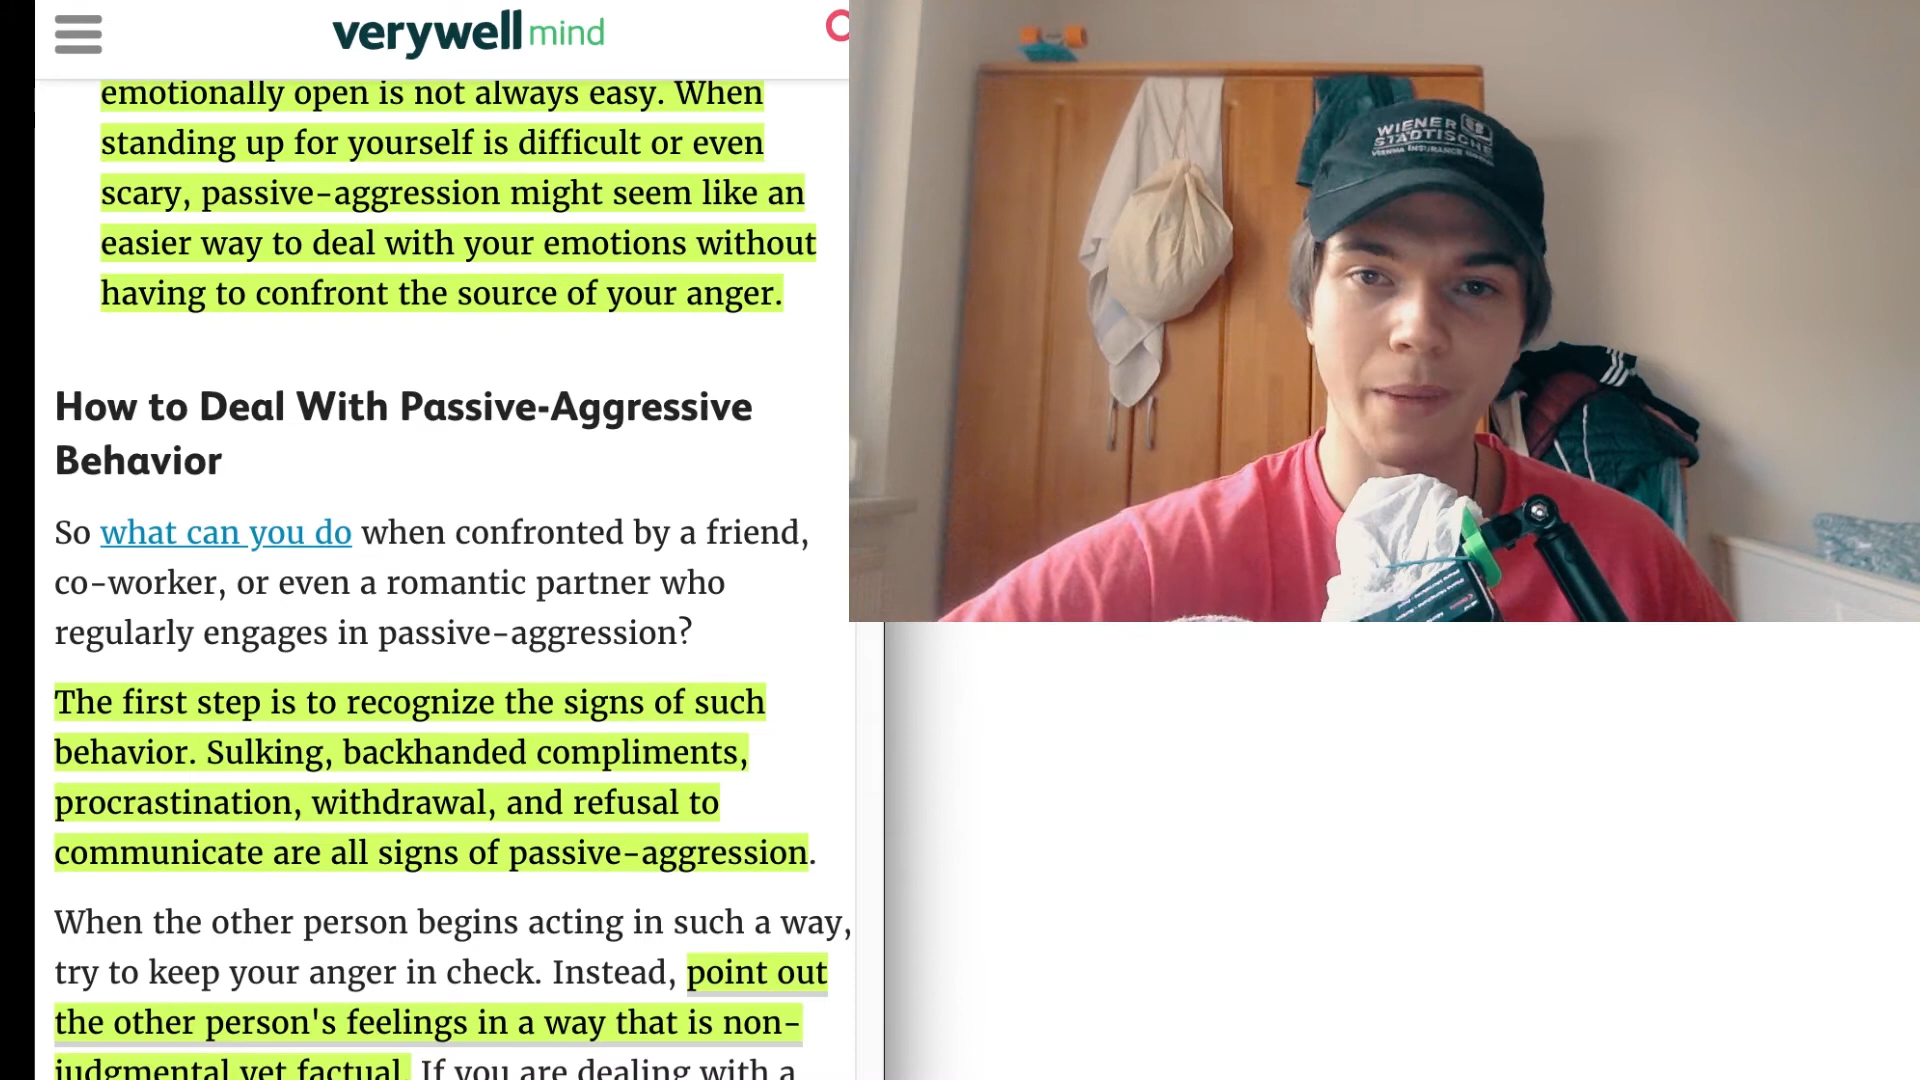 verywell mind
emotionally open is not always easy. When
standing up for yourself is difficult or even
scary, passive-aggression might seem like an
easier way to deal with your emotions without
having to confront the source of your anger.
How to Deal With Passive-Aggressive
Behavior
So what can you do when confronted by a friend,
co-worker, or even a romantic partner who
regularly engages in passive-aggression?
The first step is to recognize the signs of such
behavior. Sulking, backhanded compliments,
procrastination, withdrawal, and refusal to
communicate are all signs of passive-aggression.
When the other person begins acting in such a way,
try to keep your anger in check. Instead, point out
the other person's feelings in a way that is non-
judgmental yet factual. If you are dealing with a
WIENER
STÄDTISCHE
VIENNA INSURANCE GROUP